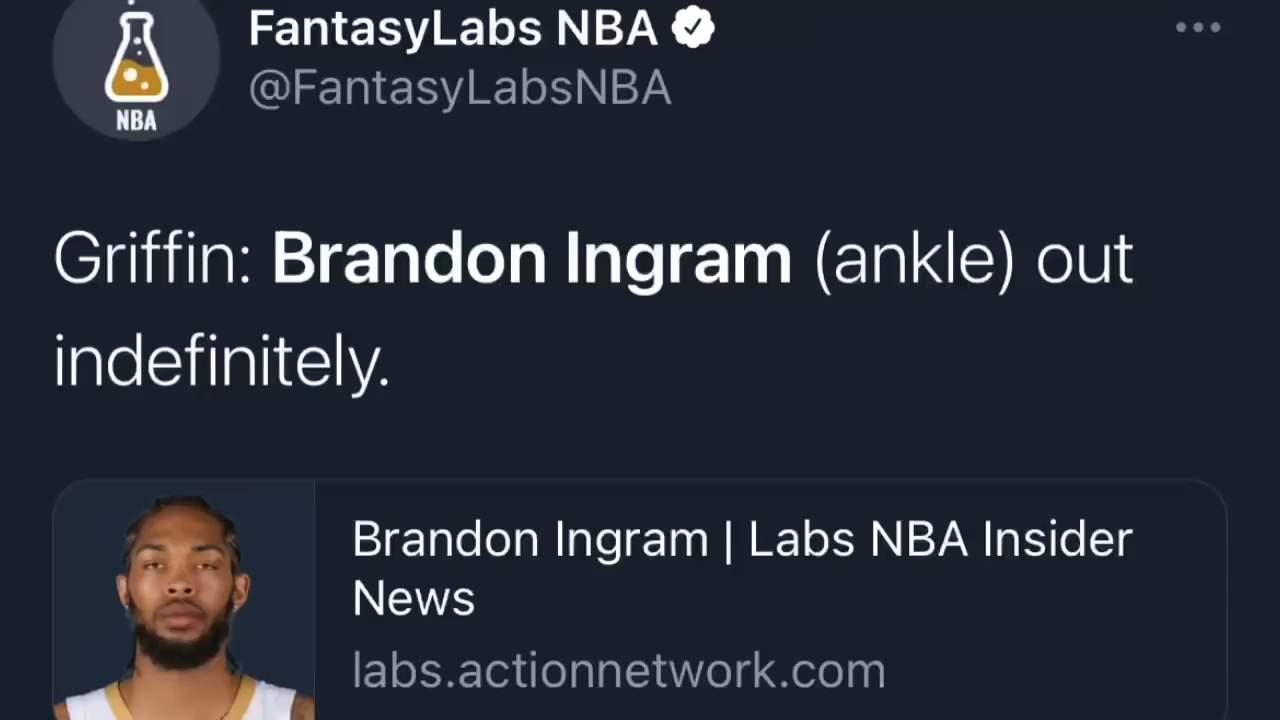 FantasyLabs NBA
@FantasyLabsNBA
NBA
Griffin: Brandon Ingram (ankle) out
indefinitely.
Brandon Ingram | Labs NBA Insider
News
labs.actionnetwork.com